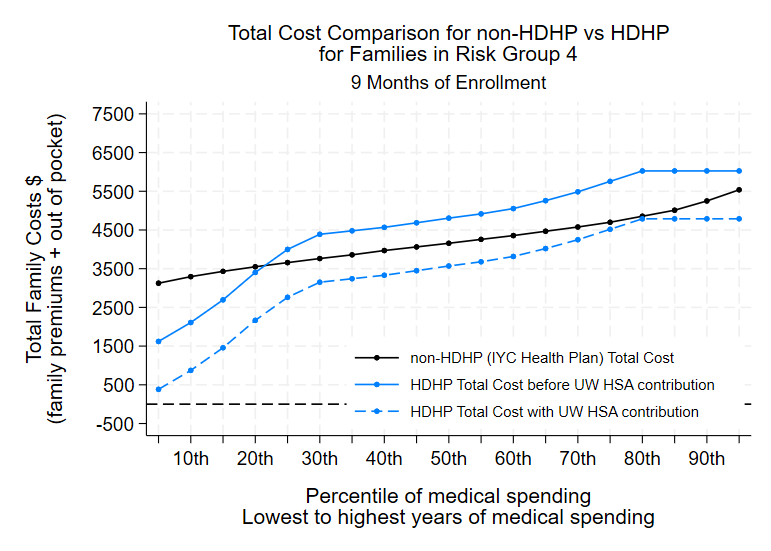 Total Cost Comparison for non-HDHP vs HDHP
for Families in Risk Group 4
9 Months of Enrollment
Total Family Costs $
(family premiums + out of pocket)
7500
6500
5500
4500
3500
2500
1500
500
-500
non-HDHP (IYC Health Plan) Total Cost
HDHP Total Cost before UW HSA contribution
HDHP Total Cost with UW HSA contribution
10th 20th 30th 40th 50th 60th 70th 80th 90th
Percentile of medical spending
Lowest to highest years of medical spending